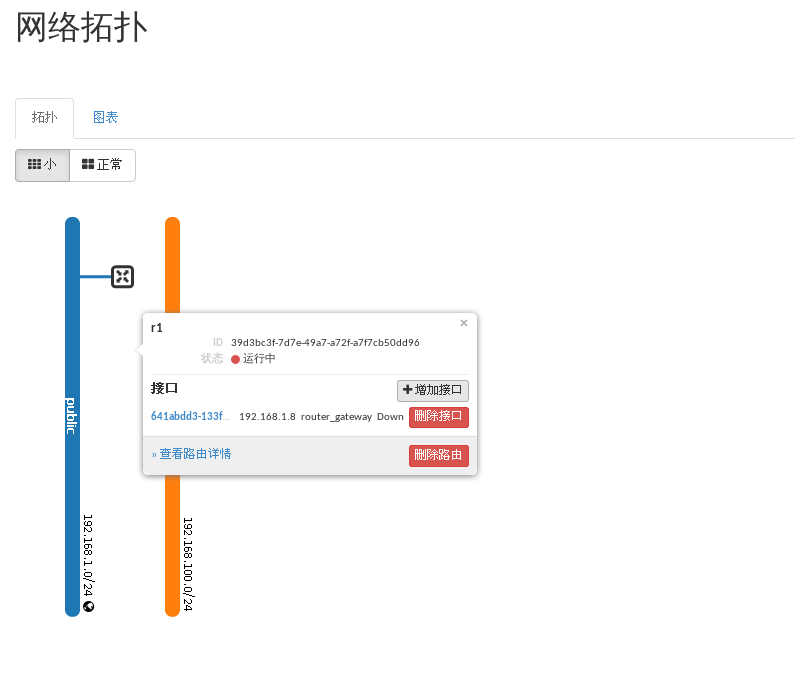 网络拓扑
拓扑 图表
小 正常
r1 ×
ID 39d3bc3f-7d7e-49a7-a72f-a7f7cb50dd96
状态 运行中
接口 增加接口
641abdd3-133f... 192.168.1.8 router_gateway Down 删除接口
» 查看路由详情 删除路由
public
192.168.1.0/24
192.168.100.0/24